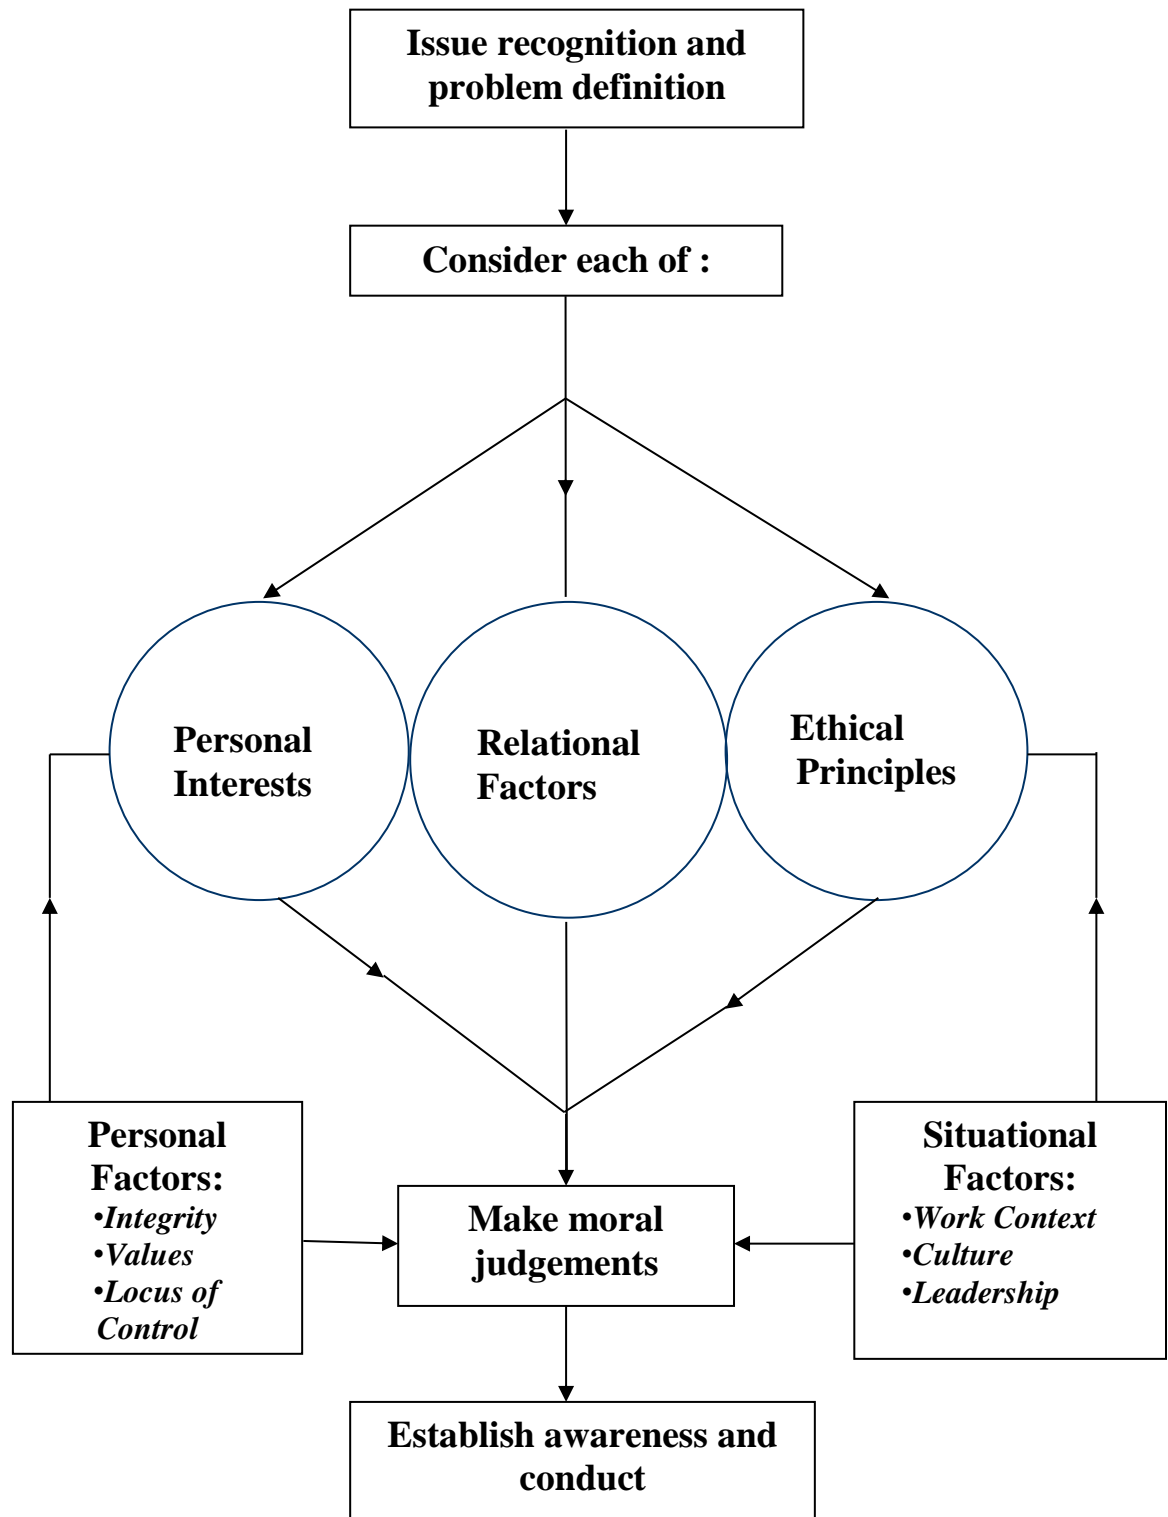 Issue recognition and
problem definition
Consider each of :
Personal
Interests
Relational
Factors
Ethical
Principles
Personal
Factors:
•Integrity
•Values
•Locus of
Control
Make moral
judgements
Situational
Factors:
•Work Context
•Culture
•Leadership
Establish awareness and
conduct